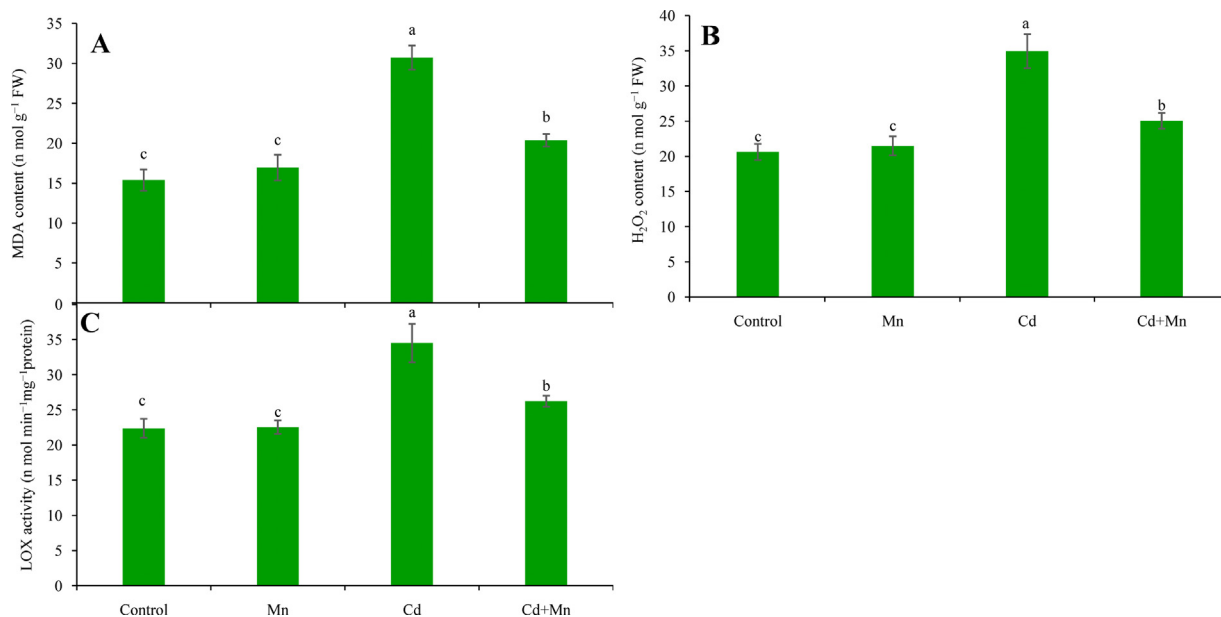 A
MDA content (n mol g⁻¹ FW)
35
30
25
20
15
10
5
0
c
c
a
b
B
H₂O₂ content (n mol g⁻¹ FW)
40
35
30
25
20
15
10
5
0
c
c
a
b
Control Mn Cd Cd+Mn
C
LOX activity (n mol min⁻¹mg⁻¹protein)
35
30
25
20
15
10
5
0
c
c
a
b
Control Mn Cd Cd+Mn